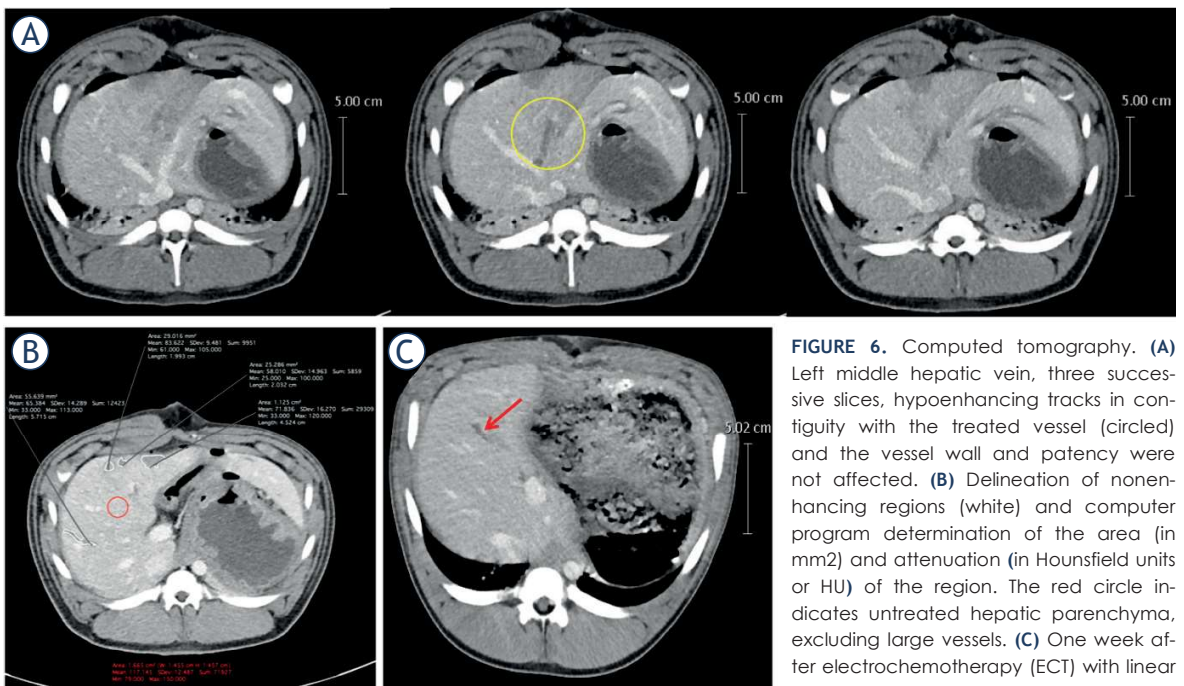 A
5.00 cm
5.00 cm
5.00 cm
B
Area: 29.016 mm²
Mean: 83.622 SDev: 9.481 Sum: 9951
Min: 61.000 Max: 105.000
Length: 1.993 cm
Area: 25.286 mm²
Mean: 58.010 SDev: 14.963 Sum: 5859
Min: 25.000 Max: 100.000
Length: 2.032 cm
Area: 55.639 mm²
Mean: 65.384 SDev: 14.289 Sum: 12423
Min: 33.000 Max: 113.000
Length: 5.713 cm
Area: 1.125 cm²
Mean: 71.836 SDev: 16.270 Sum: 29309
Min: 33.000 Max: 120.000
Length: 4.524 cm
Mean: 117.143 SDev: 12.487
C
5.02 cm
FIGURE 6. Computed tomography. (A)
Left middle hepatic vein, three succes-
sive slices, hypoenhancing tracks in con-
tiguity with the treated vessel (circled)
and the vessel wall and patency were
not affected. (B) Delineation of nonen-
hancing regions (white) and computer
program determination of the area (in
mm2) and attenuation (in Hounsfield units
or HU) of the region. The red circle in-
dicates untreated hepatic parenchyma,
excluding large vessels. (C) One week af-
ter electrochemotherapy (ECT) with linear